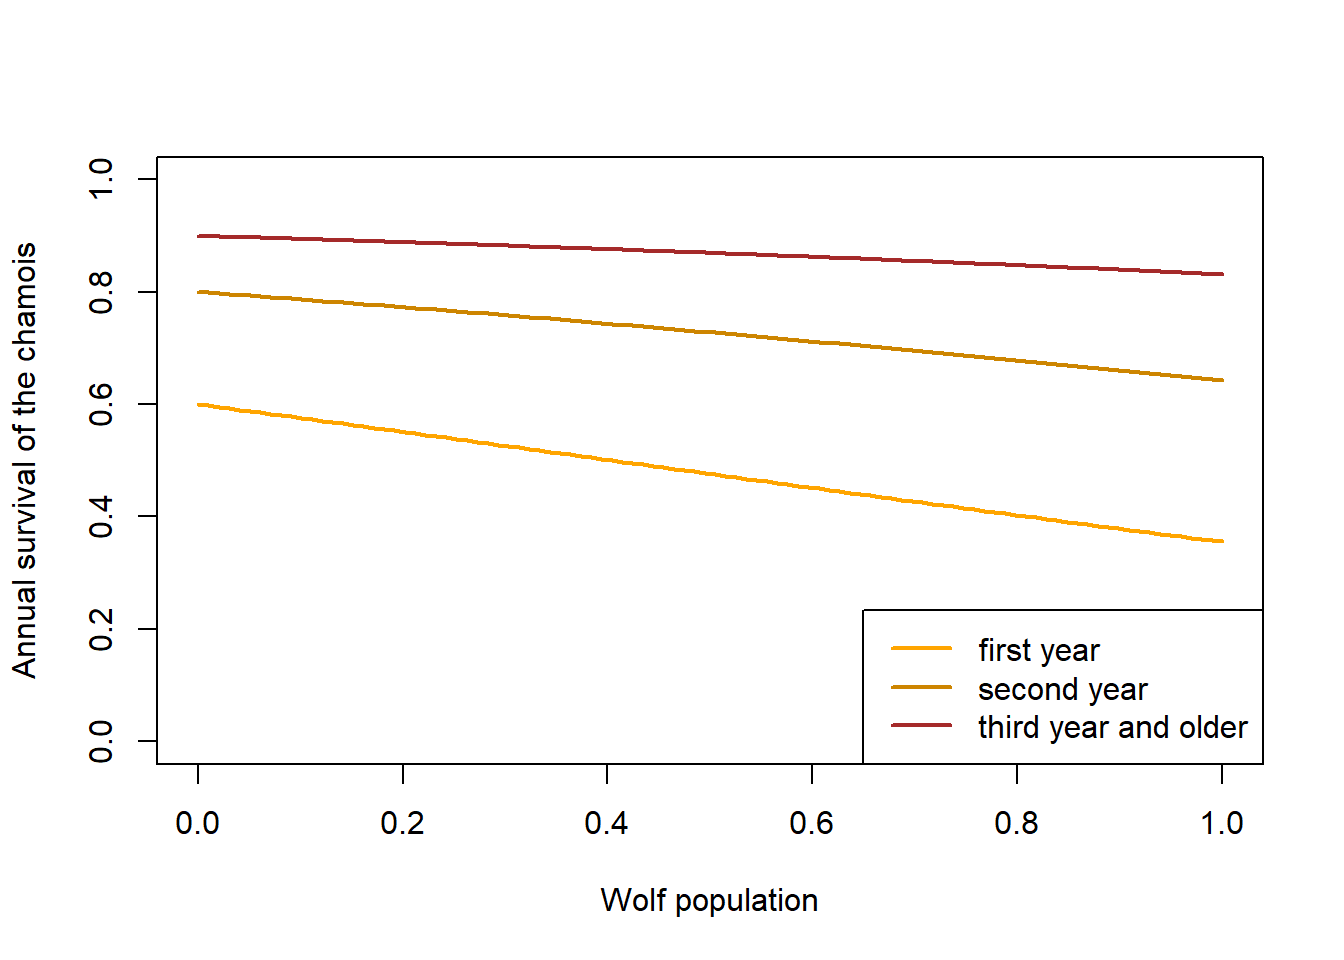 Annual survival of the chamois
1.0
0.8
0.6
0.4
0.2
0.0
first year
second year
third year and older
0.0 0.2 0.4 0.6 0.8 1.0
Wolf population